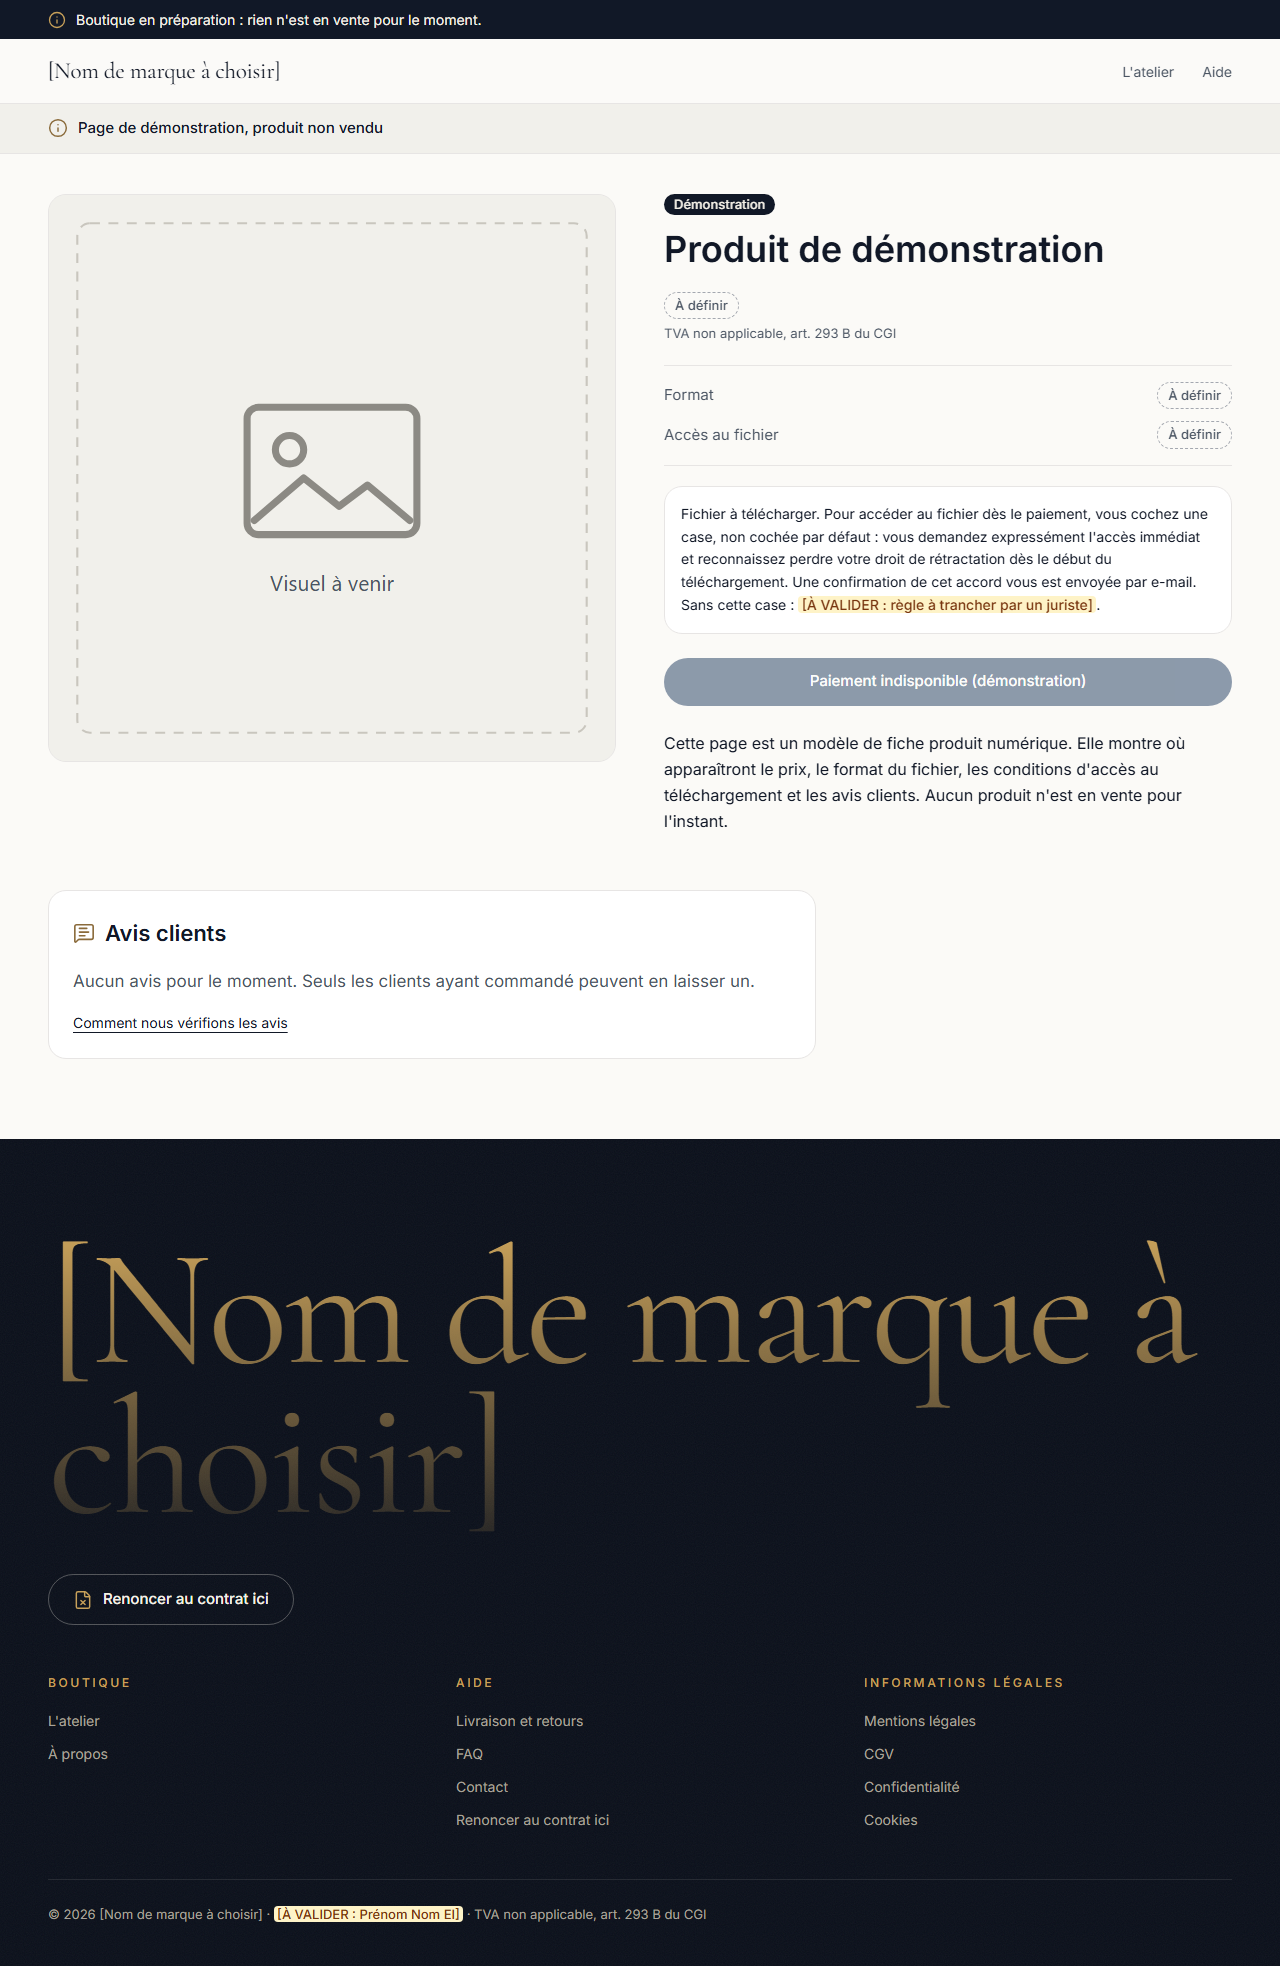 Boutique en préparation : rien n'est en vente pour le moment.
[Nom de marque à choisir]
L'atelier
Aide
Page de démonstration, produit non vendu
Visuel à venir
Démonstration
Produit de démonstration
À définir
TVA non applicable, art. 293 B du CGI
Format
À définir
Accès au fichier
À définir
Fichier à télécharger. Pour accéder au fichier dès le paiement, vous cochez une
case, non cochée par défaut : vous demandez expressément l'accès immédiat
et reconnaissez perdre votre droit de rétractation dès le début du
téléchargement. Une confirmation de cet accord vous est envoyée par e-mail.
Sans cette case : [À VALIDER : règle à trancher par un juriste].
Paiement indisponible (démonstration)
Cette page est un modèle de fiche produit numérique. Elle montre où
apparaîtront le prix, le format du fichier, les conditions d'accès au
téléchargement et les avis clients. Aucun produit n'est en vente pour
l'instant.
Avis clients
Aucun avis pour le moment. Seuls les clients ayant commandé peuvent en laisser un.
Comment nous vérifions les avis
[Nom de marque à
choisir]
Renoncer au contrat ici
BOUTIQUE
L'atelier
À propos
AIDE
Livraison et retours
FAQ
Contact
Renoncer au contrat ici
INFORMATIONS LÉGALES
Mentions légales
CGV
Confidentialité
Cookies
© 2026 [Nom de marque à choisir] · [À VALIDER : Prénom Nom EI] · TVA non applicable, art. 293 B du CGI